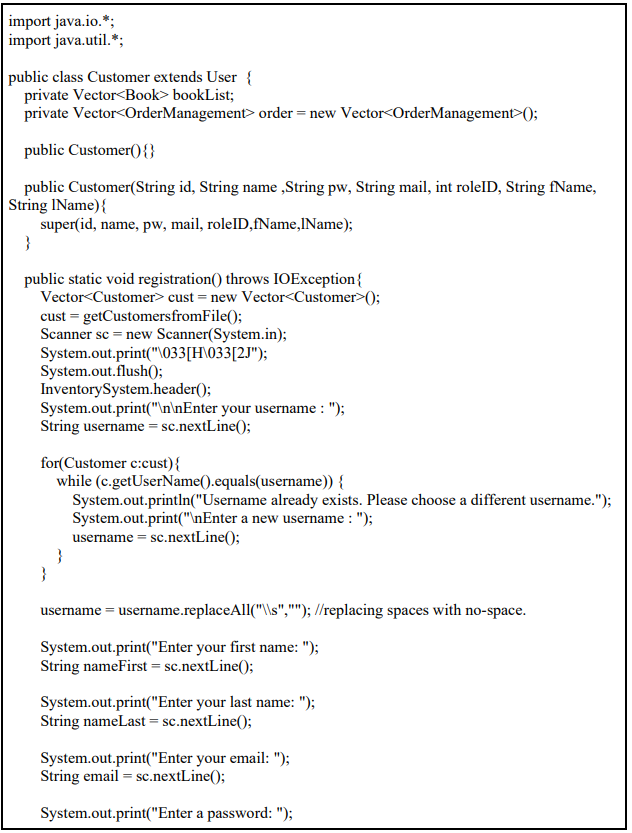 import java.io.*;
import java.util.*;
public class Customer extends User {
private Vector<Book> bookList;
private Vector<OrderManagement> order = new Vector<OrderManagement>();
public Customer(){}
public Customer(String id, String name ,String pw, String mail, int roleID, String fName,
String lName){
super(id, name, pw, mail, roleID,fName,lName);
}
public static void registration() throws IOException{
Vector<Customer> cust = new Vector<Customer>();
cust = getCustomersfromFile();
Scanner sc = new Scanner(System.in);
System.out.print("\033[H\033[2J");
System.out.flush();
InventorySystem.header();
System.out.print("\n\nEnter your username : ");
String username = sc.nextLine();
for(Customer c:cust){
while (c.getUserName().equals(username)) {
System.out.println("Username already exists. Please choose a different username.");
System.out.print("\nEnter a new username : ");
username = sc.nextLine();
}
}
username = username.replaceAll("\\s",""); //replacing spaces with no-space.
System.out.print("Enter your first name: ");
String nameFirst = sc.nextLine();
System.out.print("Enter your last name: ");
String nameLast = sc.nextLine();
System.out.print("Enter your email: ");
String email = sc.nextLine();
System.out.print("Enter a password: ");